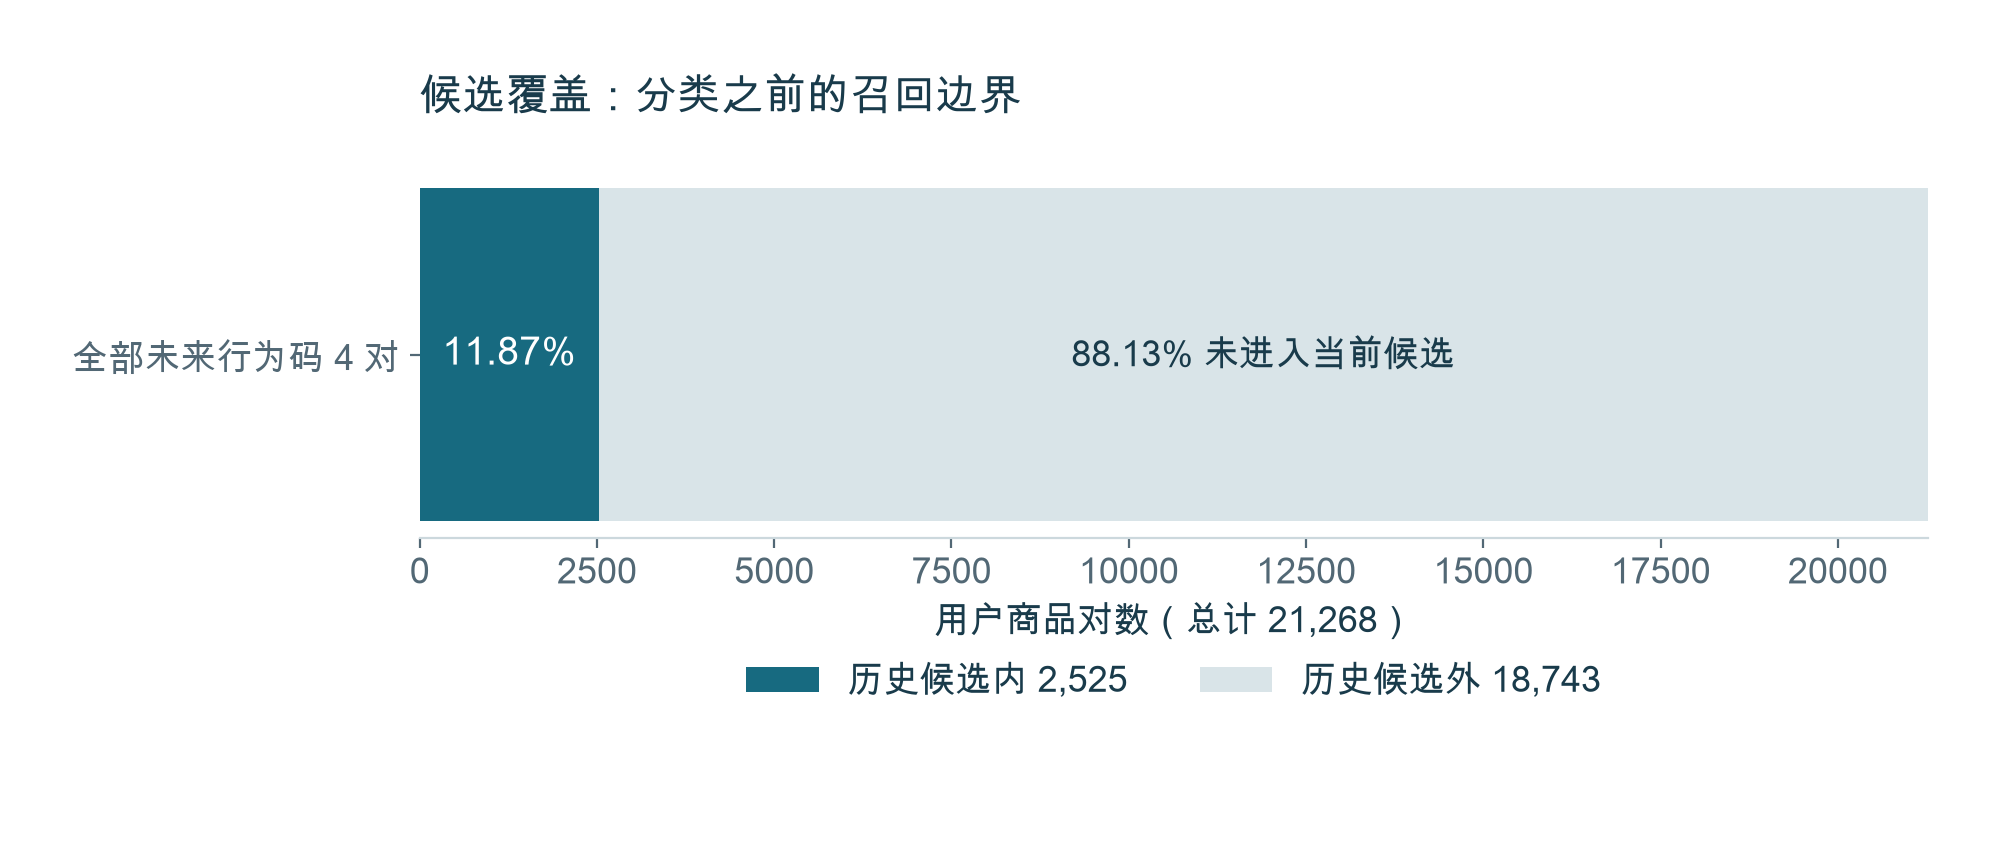 候选覆盖：分类之前的召回边界
全部未来行为码 4 对
11.87%
88.13% 未进入当前候选
0 2500 5000 7500 10000 12500 15000 17500 20000
用户商品对数（总计 21,268）
历史候选内 2,525
历史候选外 18,743